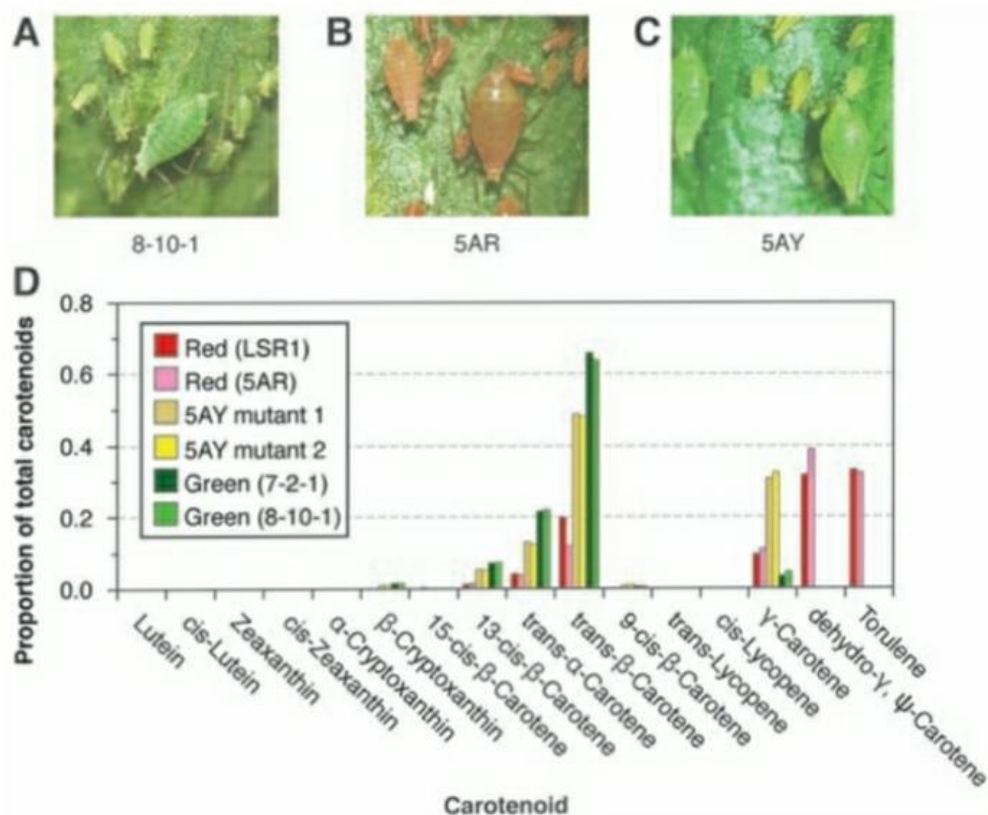 A
B
C
8-10-1
5AR
5AY
D
Proportion of total carotenoids
0.8
0.6
0.4
0.2
0.0
Red (LSR1)
Red (5AR)
5AY mutant 1
5AY mutant 2
Green (7-2-1)
Green (8-10-1)
Lutein
cis-Lutein
Zeaxanthin
cis-Zeaxanthin
α-Cryptoxanthin
β-Cryptoxanthin
15-cis-β-Carotene
13-cis-β-Carotene
trans-α-Carotene
trans-β-Carotene
9-cis-β-Carotene
trans-Lycopene
cis-Lycopene
γ-Carotene
dehydro-γ, ψ-Carotene
Torulene
Carotenoid